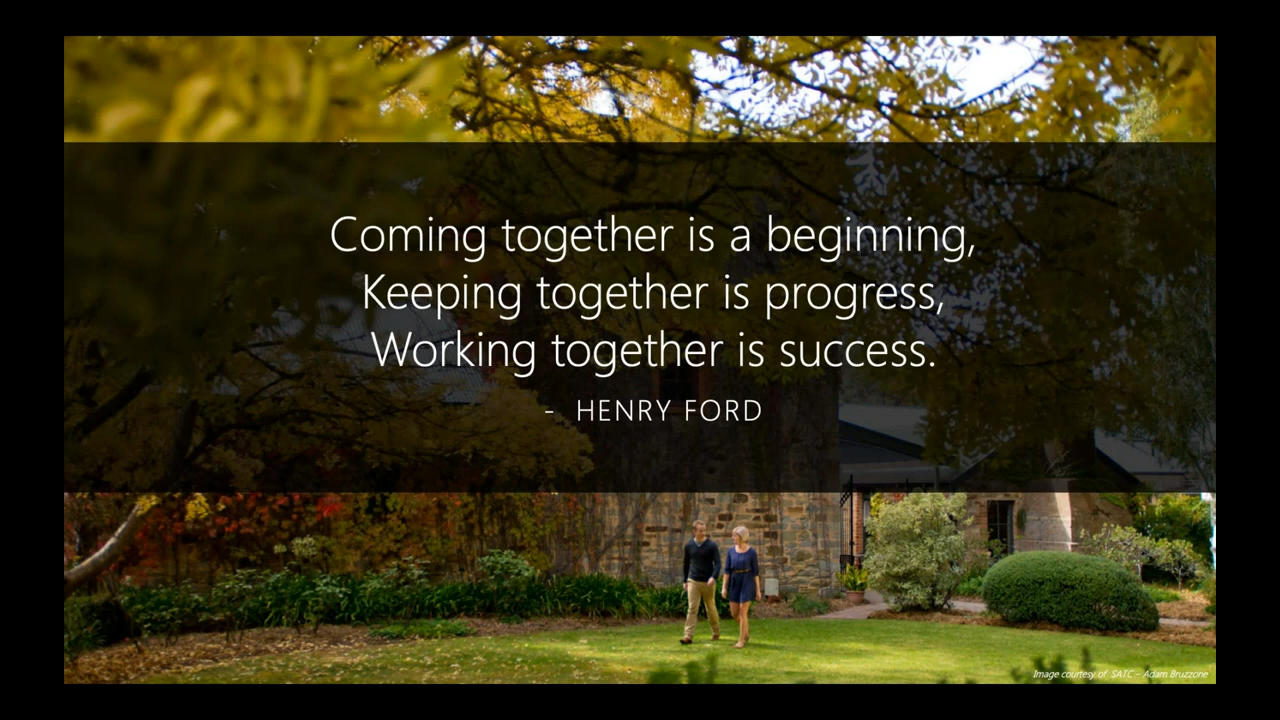 Coming together is a beginning,
Keeping together is progress,
Working together is success.
- HENRY FORD
Image courtesy of SATC – Adam Bruzzone